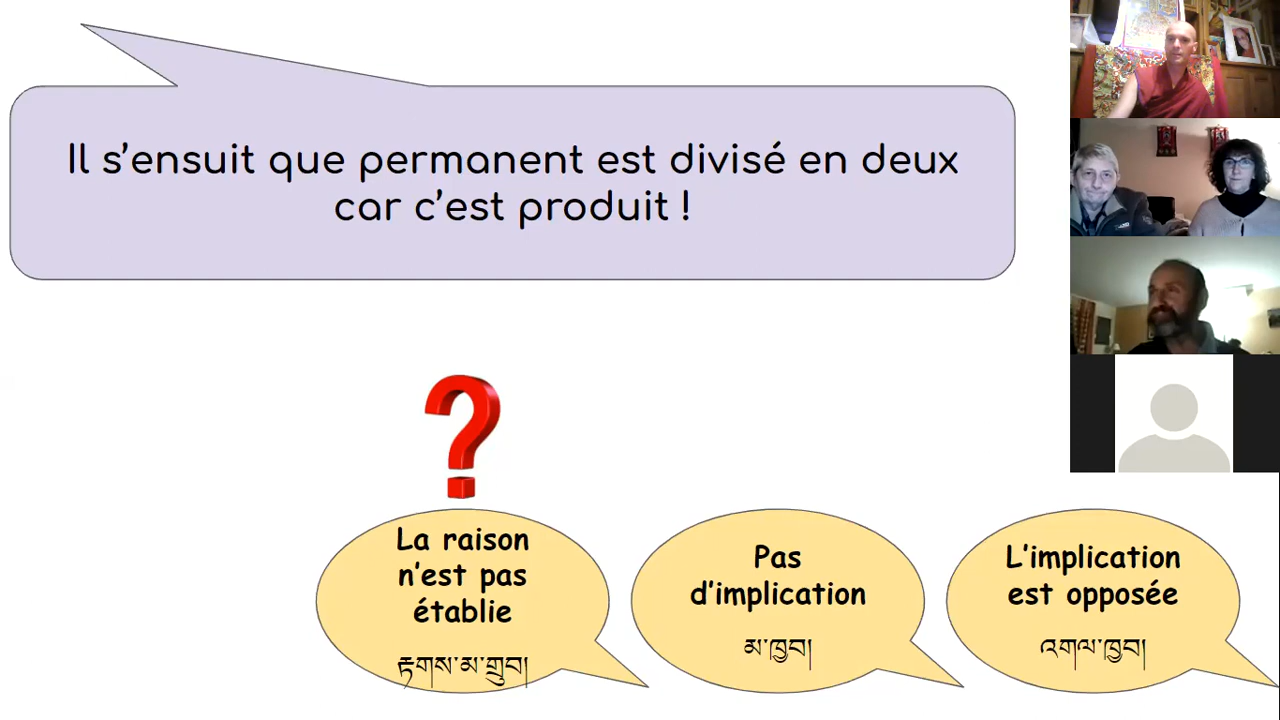 Il s'ensuit que permanent est divisé en deux
car c'est produit !
La raison
n'est pas
établie
རྟགས་མ་གྲུབ།
Pas
d'implication
མ་ཁྱབ།
L'implication
est opposée
འགལ་ཁྱབ།